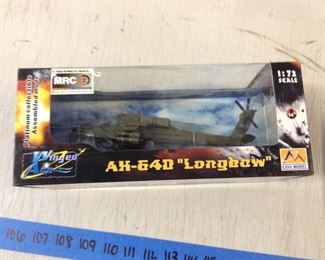 Platinum collectible
Assembled model
MRC
1:72
SCALE
Winged
Ace
AH-64D "Longbow"
EASY MODEL
106 107 108 109 110 111 112 113 114 115